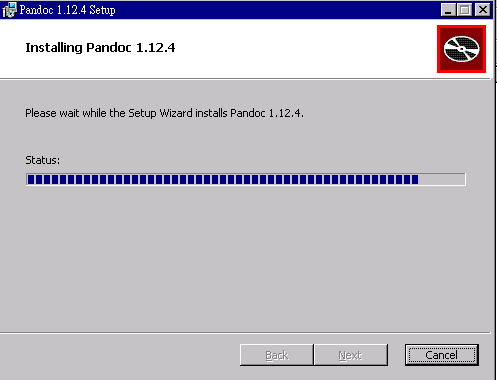 Pandoc 1.12.4 Setup
Installing Pandoc 1.12.4
Please wait while the Setup Wizard installs Pandoc 1.12.4.
Status:
Back Next Cancel